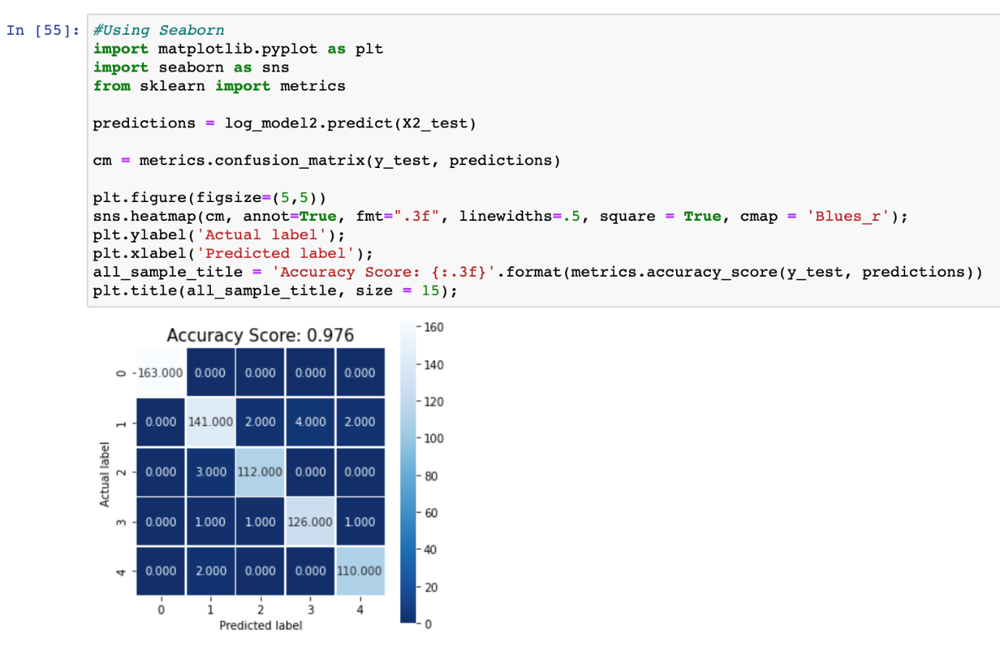 In [55]:
#Using Seaborn
import matplotlib.pyplot as plt
import seaborn as sns
from sklearn import metrics
predictions = log_model2.predict(X2_test)
cm = metrics.confusion_matrix(y_test, predictions)
plt.figure(figsize=(5,5))
sns.heatmap(cm, annot=True, fmt=".3f", linewidths=.5, square = True, cmap = 'Blues_r');
plt.ylabel('Actual label');
plt.xlabel('Predicted label');
all_sample_title = 'Accuracy Score: {:.3f}'.format(metrics.accuracy_score(y_test, predictions))
plt.title(all_sample_title, size = 15);
Accuracy Score: 0.976
0 163.000 0.000 0.000 0.000 0.000
1 0.000 141.000 2.000 4.000 2.000
2 0.000 3.000 112.000 0.000 0.000
3 0.000 1.000 1.000 126.000 1.000
4 0.000 2.000 0.000 0.000 110.000
0 1 2 3 4
Actual label
Predicted label
160
140
120
100
80
60
40
20
0